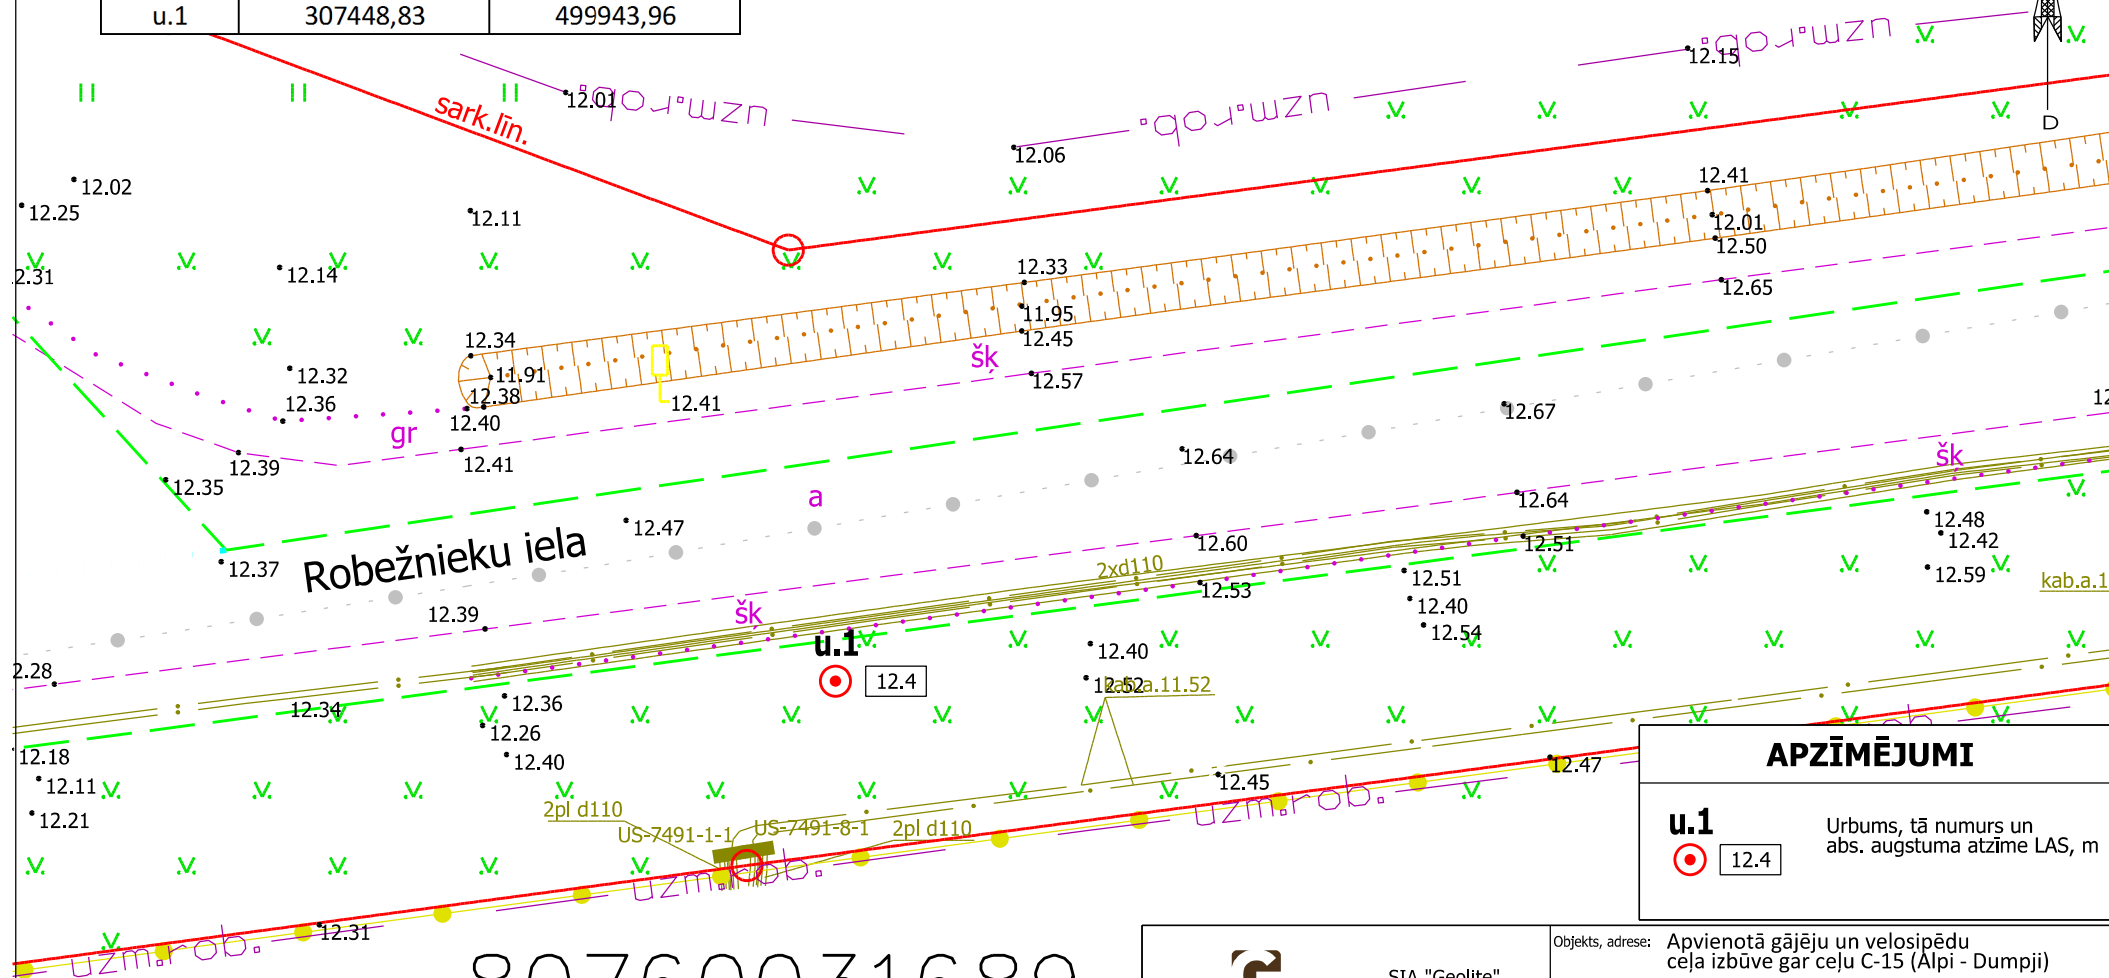 u.1 307448,83 499943,96
sark.līn.
12.01
uzm.rob.
12.15
uzm.rob.
12.06
uzm.rob.
D
12.02
12.25
12.11
12.41
12.01
12.50
12.14
12.33
12.65
11.95
12.45
12.34
šķ
12.57
11.91
12.32
12.38
12.41
12.36
12.40
gr
12.67
12.41
12.39
12.64
šķ
12.35
a
12.64
12.47
12.48
12.51
12.42
12.60
Robežnieku iela
12.37
2xd110
12.51
12.59
kab.a.1
12.53
12.40
12.39
šķ
12.54
u.1
12.40
12.4
12.52
kab.a.11.52
12.36
12.34
12.26
12.40
12.18
12.11
12.45
12.47
12.21
2pl d110
US-7491-1-1
US-7491-8-1
2pl d110
uzm.rob.
uzm.rob.
12.31
uzm.rob.
80760031689
APZĪMĒJUMI
u.1
12.4
Urbums, tā numurs un
abs. augstuma atzīme LAS, m
SIA "Geolite"
Objekts, adrese:
Apvienotā gājēju un velosipēdu
ceļa izbūve gar ceļu C-15 (Alpi - Dumpji)